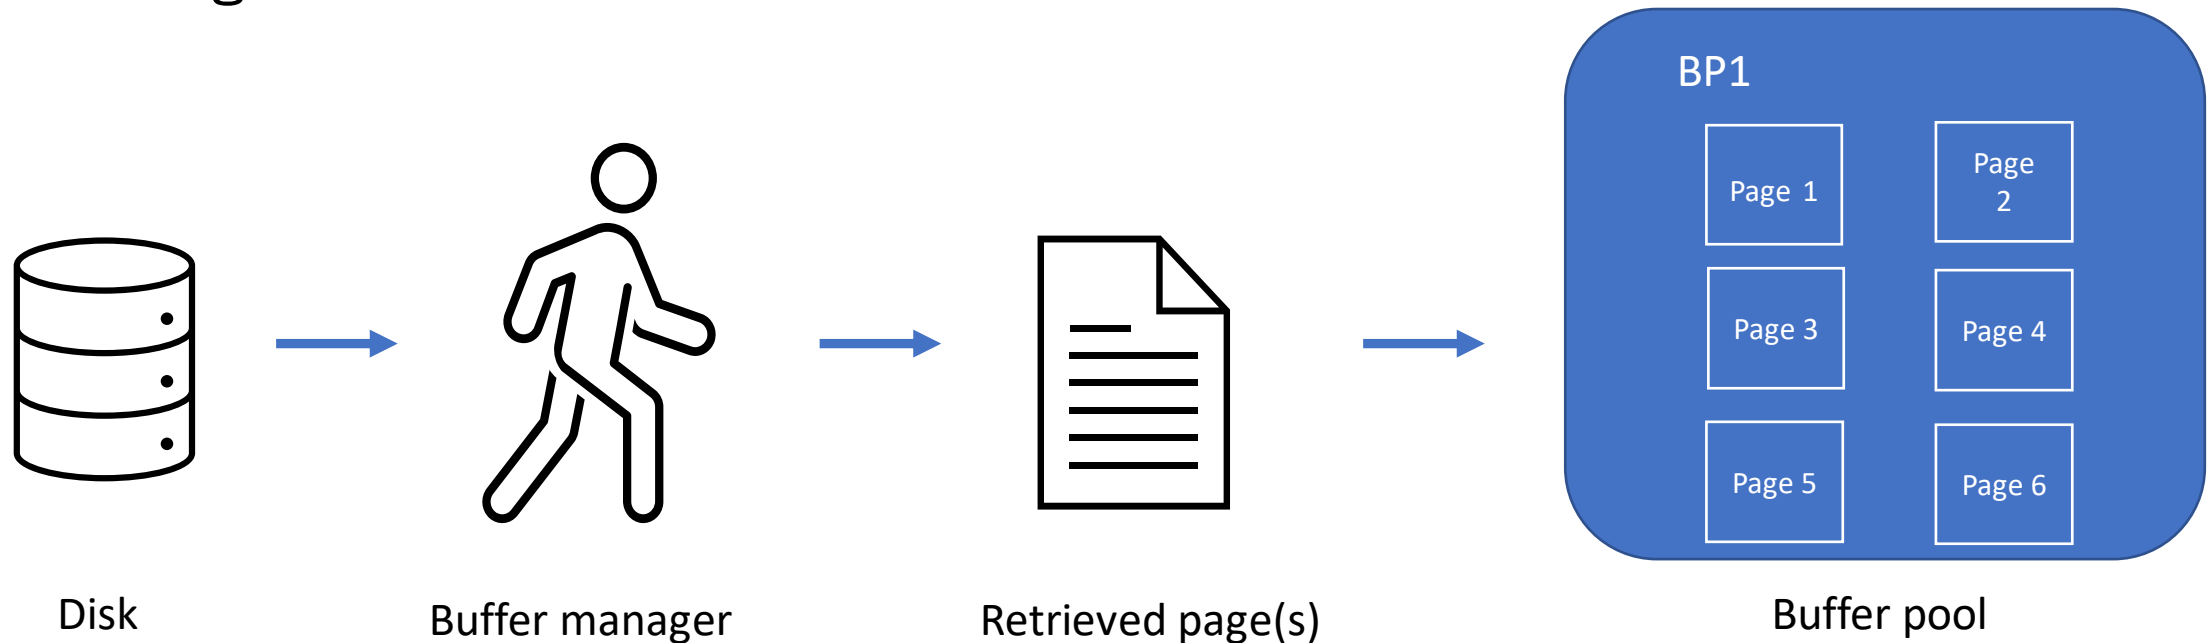 BP1
Page 1
Page
2
Page 3
Page 4
Page 5
Page 6
Disk
Buffer manager
Retrieved page(s)
Buffer pool